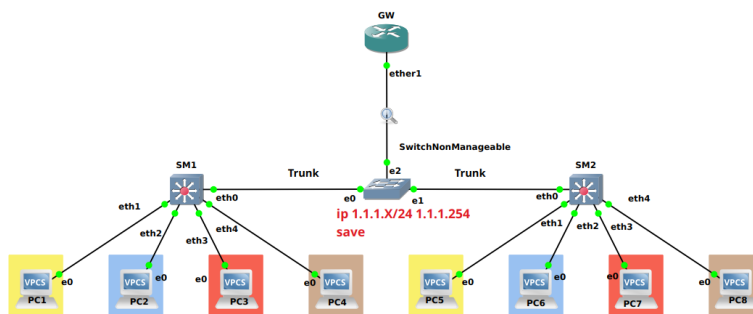 GW
ether1
SwitchNonManageable
e2
SM1
Trunk
Trunk
SM2
eth0
e0
e1
eth0
eth4
ip 1.1.1.X/24 1.1.1.254
save
eth1
eth2
eth3
eth4
eth1
eth2
eth3
e0
e0
e0
e0
e0
e0
e0
e0
VPCS
VPCS
VPCS
VPCS
VPCS
VPCS
VPCS
VPCS
PC1
PC2
PC3
PC4
PC5
PC6
PC7
PC8